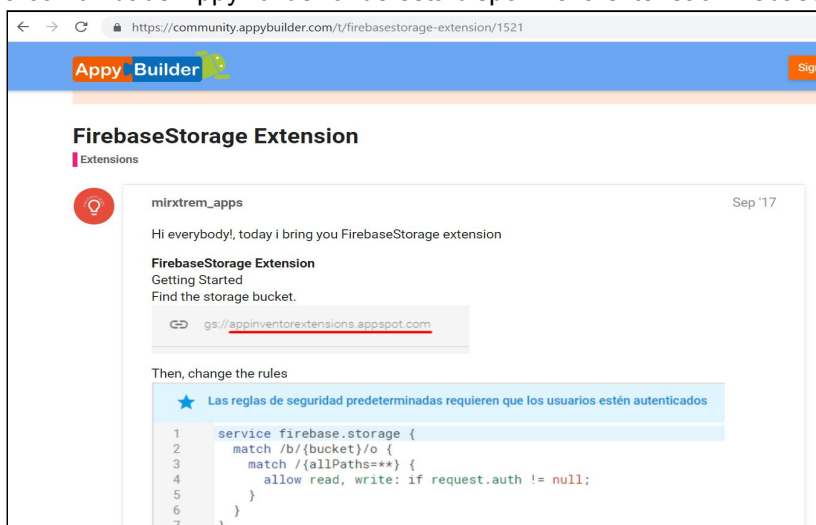 https://community.appybuilder.com/t/firebasestorage-extension/1521
Appy Builder
Sig
FirebaseStorage Extension
Extensions
mirxtrem_apps
Sep '17
Hi everybody!, today i bring you FirebaseStorage extension
FirebaseStorage Extension
Getting Started
Find the storage bucket.
gs://appinventorextensions.appspot.com
Then, change the rules
Las reglas de seguridad predeterminadas requieren que los usuarios estén autenticados
1 service firebase.storage {
2 match /b/{bucket}/o {
3 match /{allPaths=**} {
4 allow read, write: if request.auth != null;
5 }
6 }
7 }